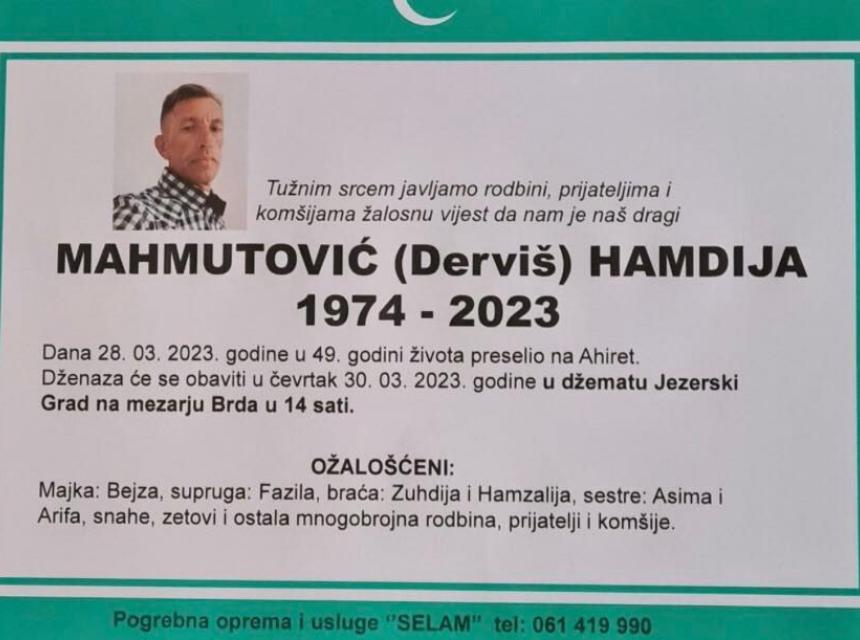 Tužnim srcem javljamo rodbini, prijateljima i
komšijama žalosnu vijest da nam je naš dragi
MAHMUTOVIĆ (Derviš) HAMDIJA
1974 - 2023
Dana 28. 03. 2023. godine u 49. godini života preselio na Ahiret.
Dženaza će se obaviti u čevrtak 30. 03. 2023. godine u džematu Jezerski
Grad na mezarju Brda u 14 sati.
OŽALOŠĆENI:
Majka: Bejza, supruga: Fazila, braća: Zuhdija i Hamzalija, sestre: Asima i
Arifa, snahe, zetovi i ostala mnogobrojna rodbina, prijatelji i komšije.
Pogrebna oprema i usluge "SELAM" tel: 061 419 990